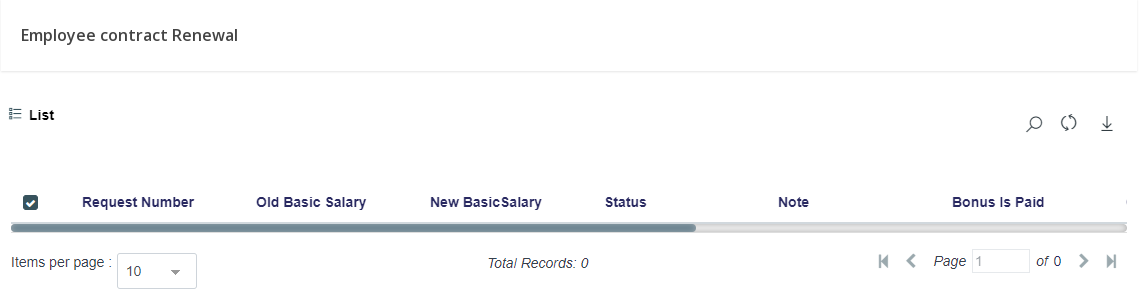 Employee contract Renewal
List
Request Number Old Basic Salary New BasicSalary Status Note Bonus Is Paid
Items per page : 10 Total Records: 0 Page 1 of 0